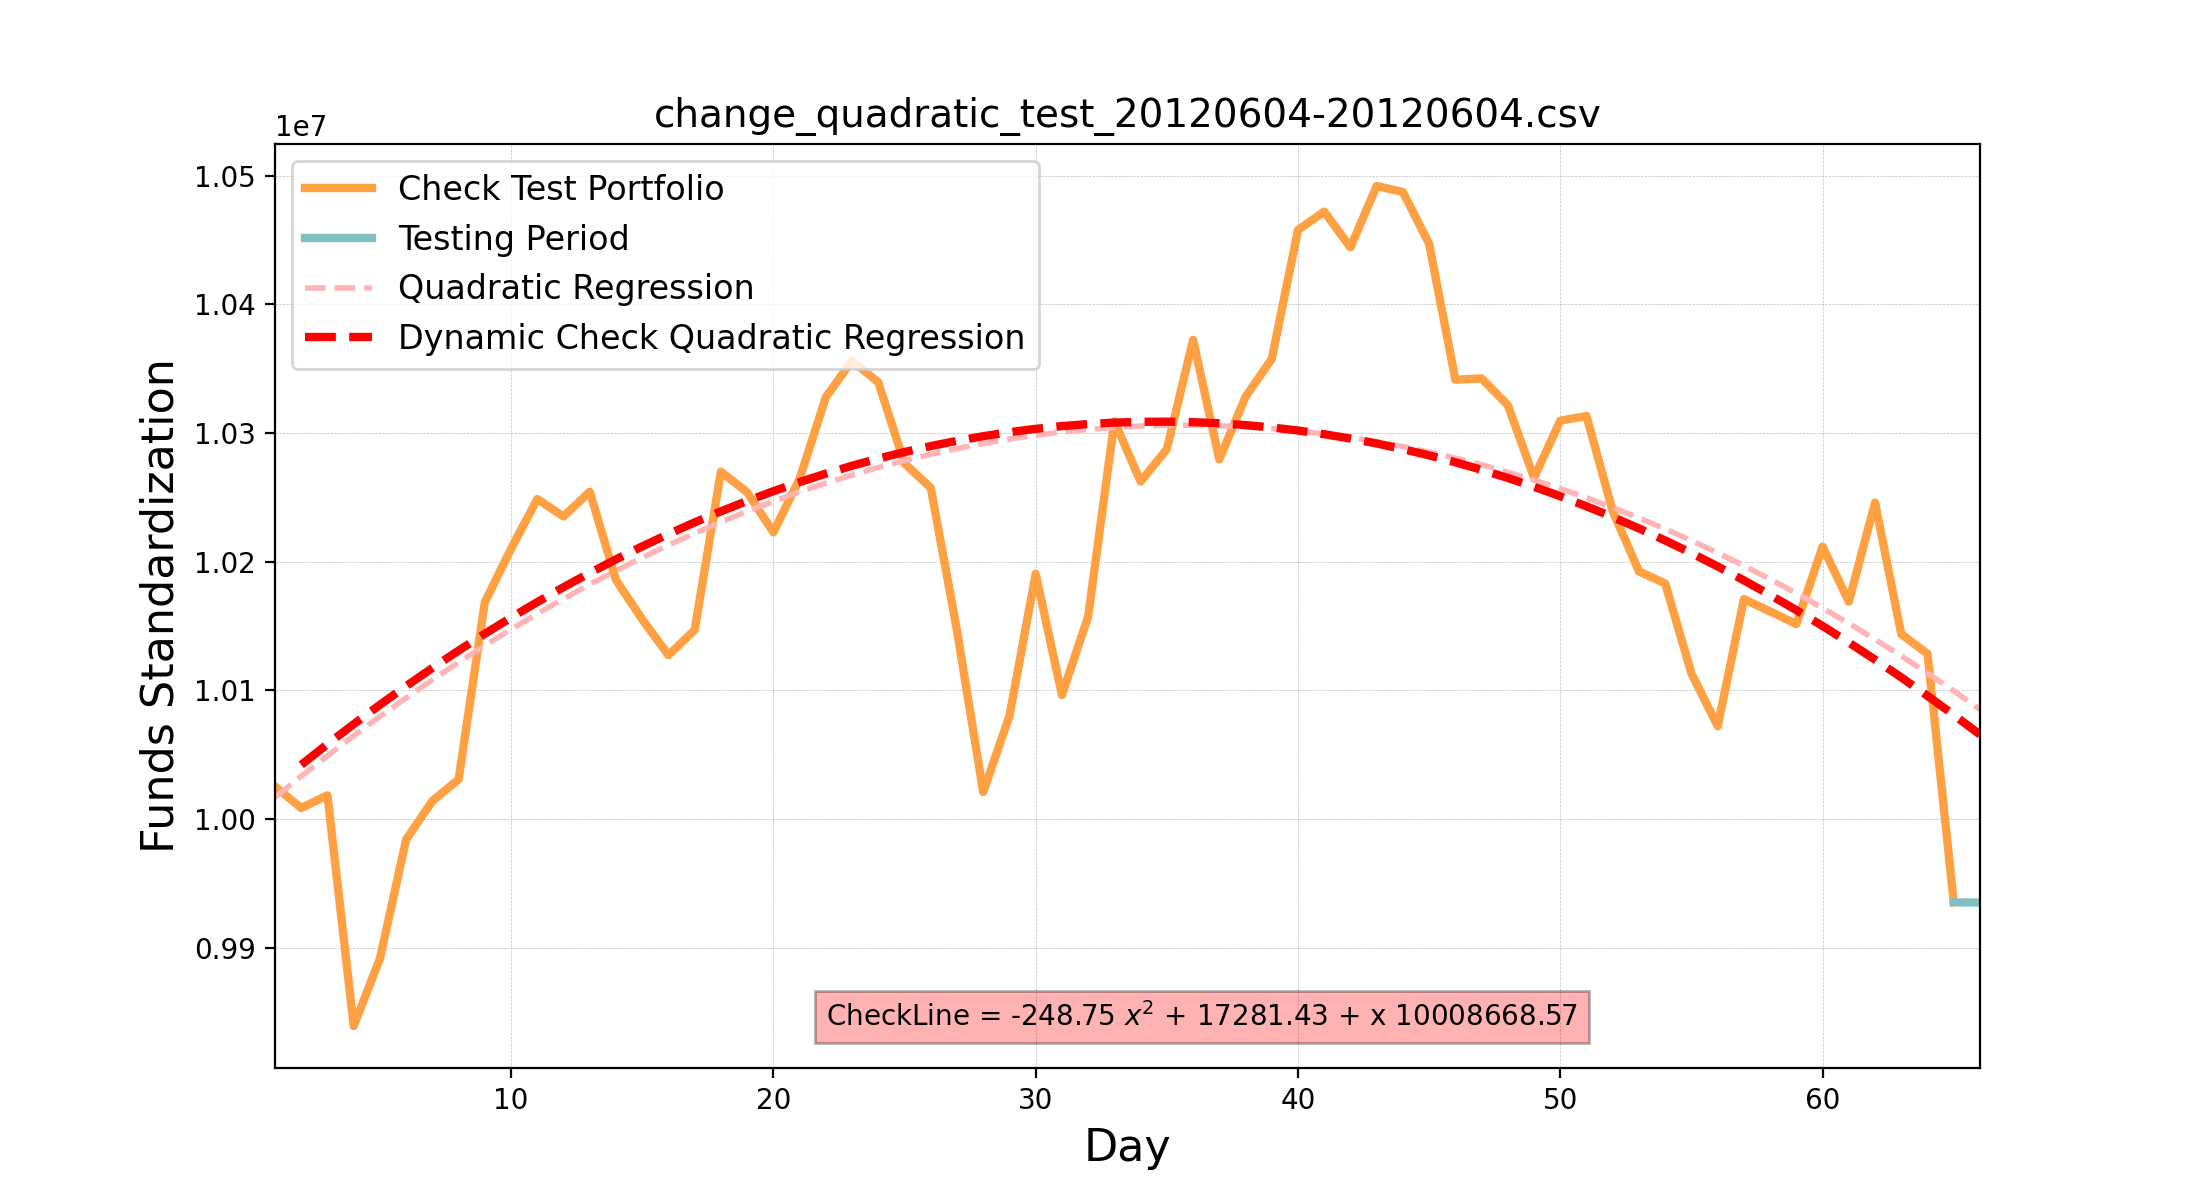 change_quadratic_test_20120604-20120604.csv
1e7
1.05
1.04
1.03
1.02
1.01
1.00
0.99
Funds Standardization
Check Test Portfolio
Testing Period
Quadratic Regression
Dynamic Check Quadratic Regression
CheckLine = -248.75 x² + 17281.43 + x 10008668.57
10 20 30 40 50 60
Day